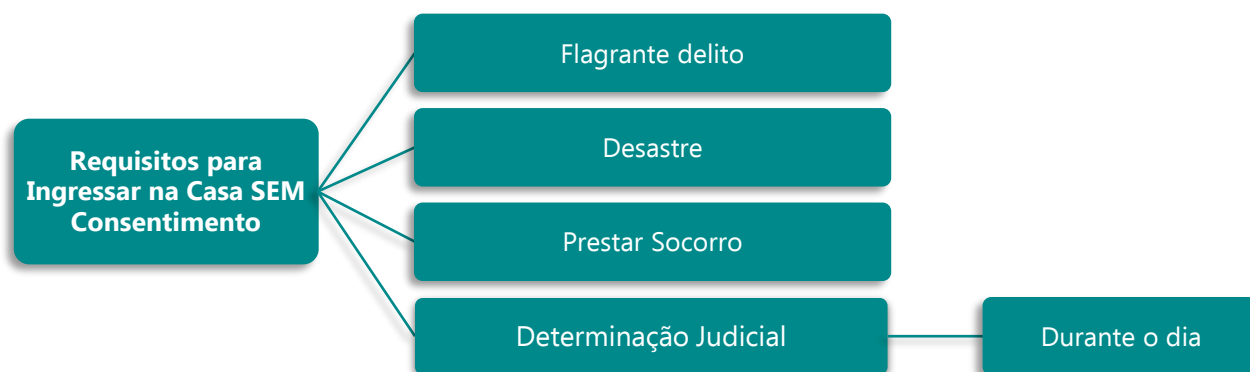 Requisitos para
Ingressar na Casa SEM
Consentimento
Flagrante delito
Desastre
Prestar Socorro
Determinação Judicial
Durante o dia